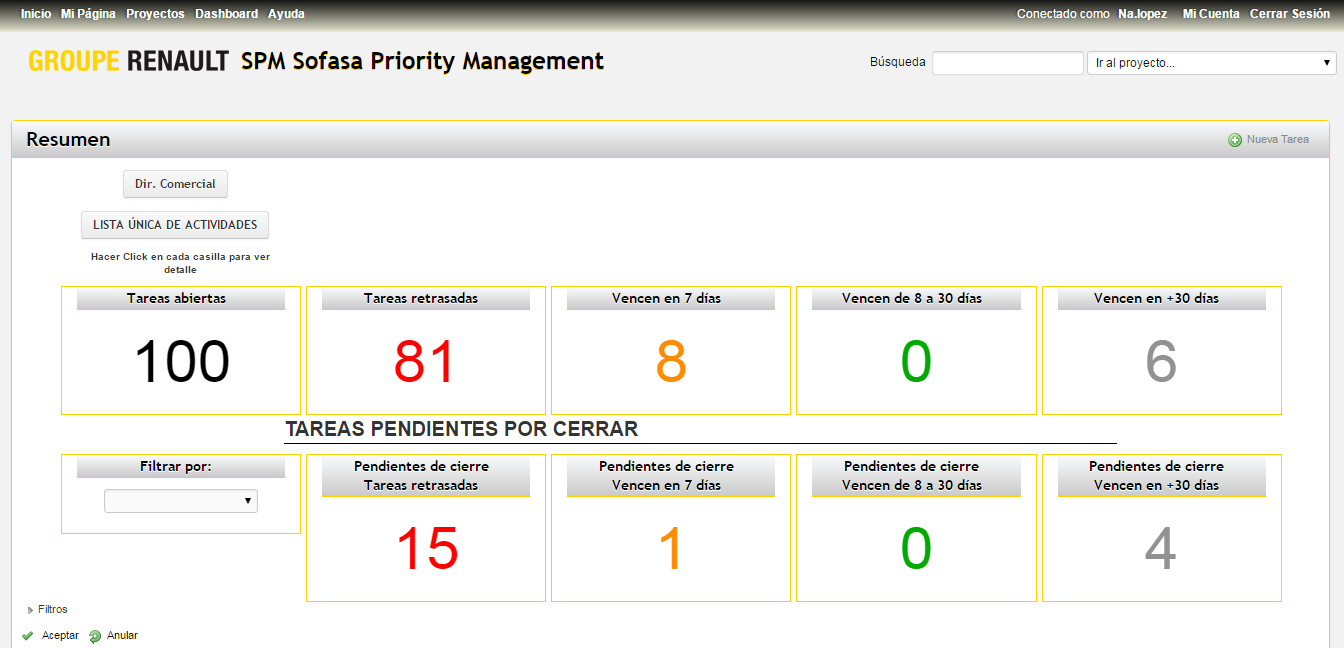 Inicio Mi Página Proyectos Dashboard Ayuda Conectado como Na.lopez Mi Cuenta Cerrar Sesión
GROUPE RENAULT SPM Sofasa Priority Management Búsqueda Ir al proyecto...
Resumen Nueva Tarea
Dir. Comercial
LISTA ÚNICA DE ACTIVIDADES
Hacer Click en cada casilla para ver
detalle
Tareas abiertas Tareas retrasadas Vencen en 7 días Vencen de 8 a 30 días Vencen en +30 días
100 81 8 0 6
TAREAS PENDIENTES POR CERRAR
Filtrar por: Pendientes de cierre Pendientes de cierre Pendientes de cierre Pendientes de cierre
Tareas retrasadas Vencen en 7 días Vencen de 8 a 30 días Vencen en +30 días
15 1 0 4
Filtros
Aceptar Anular